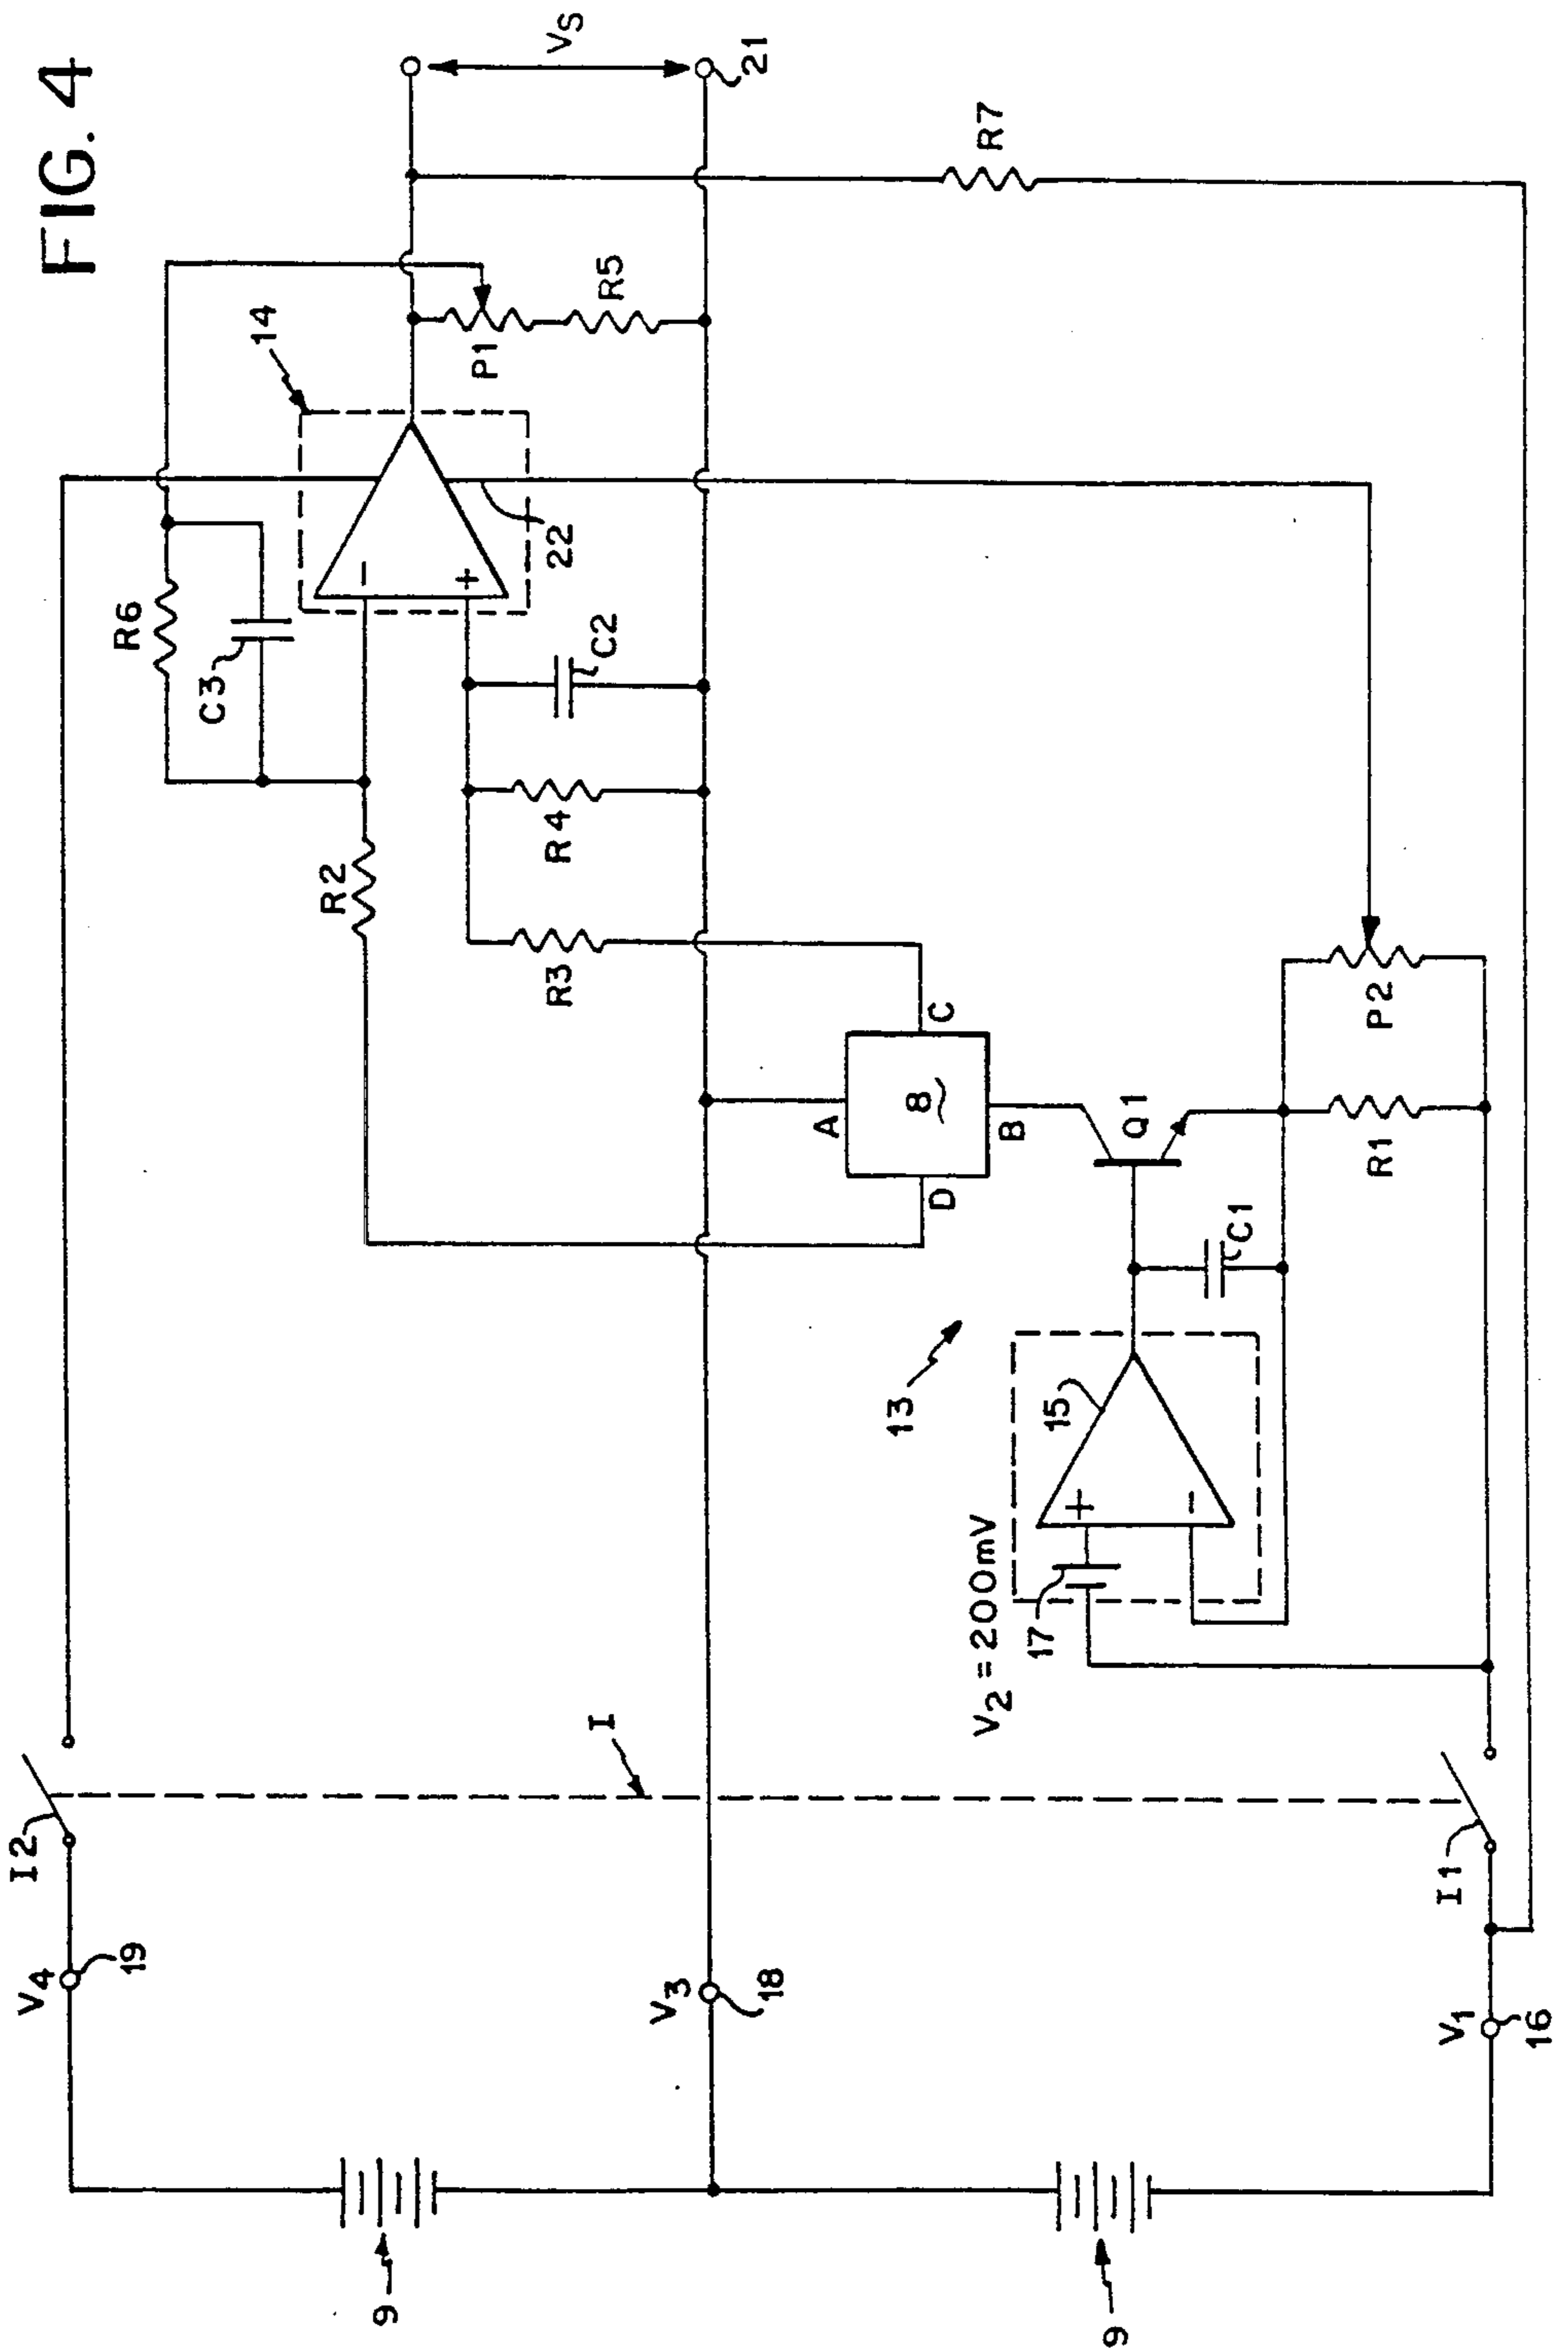 FIG. 4
I2
V4
19
9
I
V3
18
9
V1
16
I1
V2 = 200mV
17
+
-
15
13
C1
Q1
R1
P2
A
B
C
D
8
R2
R3
R4
C2
R6
C3
-
+
14
22
P1
R5
VS
21
R7